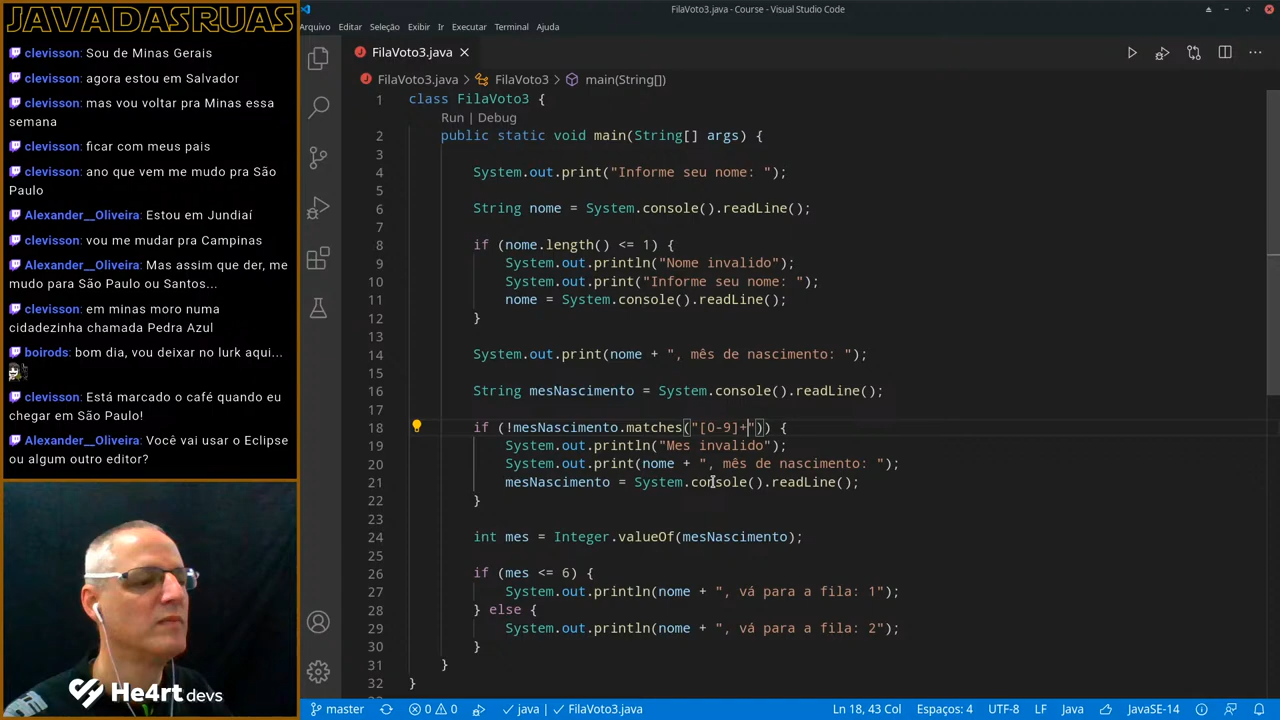 JAVADASRUAS
clevisson: Sou de Minas Gerais
clevisson: agora estou em Salvador
clevisson: mas vou voltar pra Minas essa
semana
clevisson: ficar com meus pais
clevisson: ano que vem me mudo pra São
Paulo
Alexander__Oliveira: Estou em Jundiaí
clevisson: vou me mudar pra Campinas
Alexander__Oliveira: Mas assim que der, me
mudo para São Paulo ou Santos...
clevisson: em minas moro numa
cidadezinha chamada Pedra Azul
boirods: bom dia, vou deixar no lurk aqui...
clevisson: Está marcado o café quando eu
chegar em São Paulo!
Alexander__Oliveira: Você vai usar o Eclipse
ou algum outro editor?
He4rt devs
FilaVoto3.java - Course - Visual Studio Code
Arquivo Editar Seleção Exibir Ir Executar Terminal Ajuda
FilaVoto3.java
FilaVoto3.java > FilaVoto3 > main(String[])
1 class FilaVoto3 {
Run | Debug
2 public static void main(String[] args) {
3
4 System.out.print("Informe seu nome: ");
5
6 String nome = System.console().readLine();
7
8 if (nome.length() <= 1) {
9 System.out.println("Nome invalido");
10 System.out.print("Informe seu nome: ");
11 nome = System.console().readLine();
12 }
13
14 System.out.print(nome + ", mês de nascimento: ");
15
16 String mesNascimento = System.console().readLine();
17
18 if (!mesNascimento.matches("[0-9]+")) {
19 System.out.println("Mes invalido");
20 System.out.print(nome + ", mês de nascimento: ");
21 mesNascimento = System.console().readLine();
22 }
23
24 int mes = Integer.valueOf(mesNascimento);
25
26 if (mes <= 6) {
27 System.out.println(nome + ", vá para a fila: 1");
28 } else {
29 System.out.println(nome + ", vá para a fila: 2");
30 }
31 }
32 }
master 0 0 java FilaVoto3.java Ln 18, 43 Col Espaços: 4 UTF-8 LF Java JavaSE-14